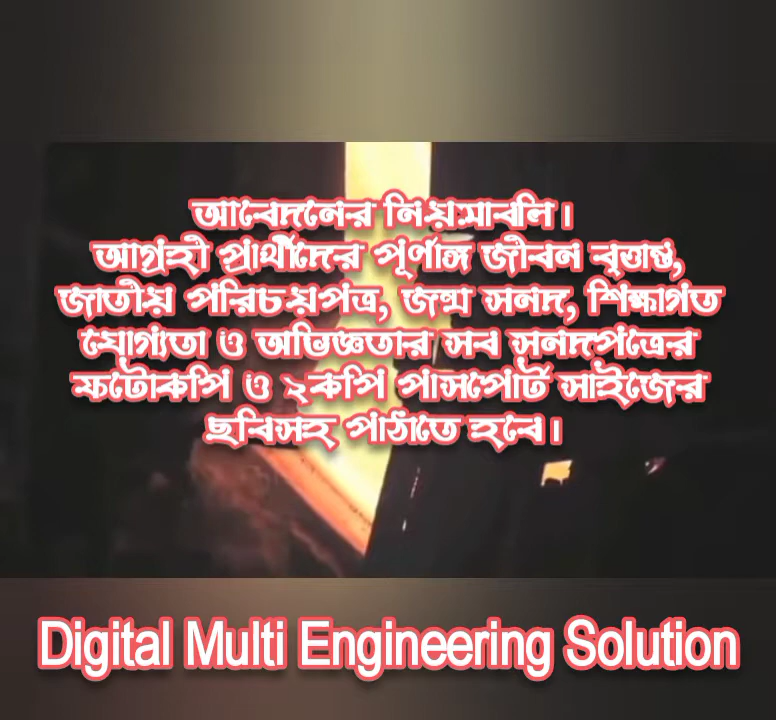 আবেদনের নিয়মাবলি।
আগ্রহী প্রার্থীদের পূর্ণাঙ্গ জীবন বৃত্তান্ত,
জাতীয় পরিচয়পত্র, জন্ম সনদ, শিক্ষাগত
যোগ্যতা ও অভিজ্ঞতার সব সনদপত্রের
ফটোকপি ও ২কপি পাসপোর্ট সাইজের
ছবিসহ পাঠাতে হবে।
Digital Multi Engineering Solution